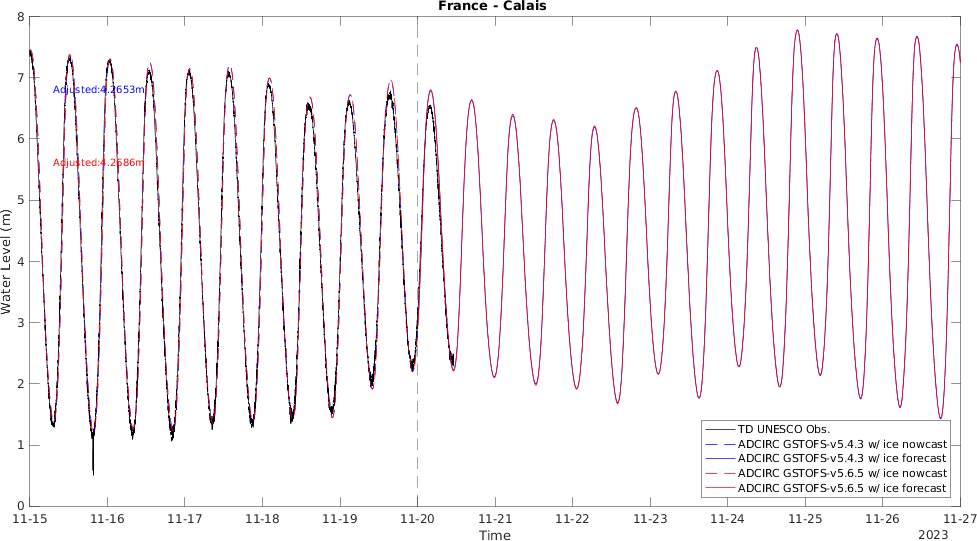 France - Calais
8
7
6
5
4
3
2
1
0
Water Level (m)
Adjusted:4.2653m
Adjusted:4.2586m
TD UNESCO Obs.
ADCIRC GSTOFS-v5.4.3 w/ ice nowcast
ADCIRC GSTOFS-v5.4.3 w/ ice forecast
ADCIRC GSTOFS-v5.6.5 w/ ice nowcast
ADCIRC GSTOFS-v5.6.5 w/ ice forecast
11-15 11-16 11-17 11-18 11-19 11-20 11-21 11-22 11-23 11-24 11-25 11-26 11-27
Time
2023